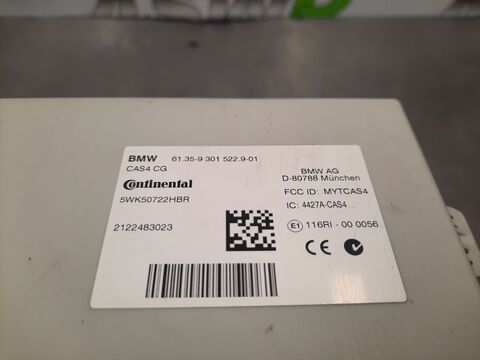 BMW 61.35-9 301 522.9-01
CAS4 CG
Continental
5WK50722HBR
2122483023
BMW AG
D-80788 München
FCC ID: MYTCAS4
IC: 4427A-CAS4
E1 116RI-00 0056
CE